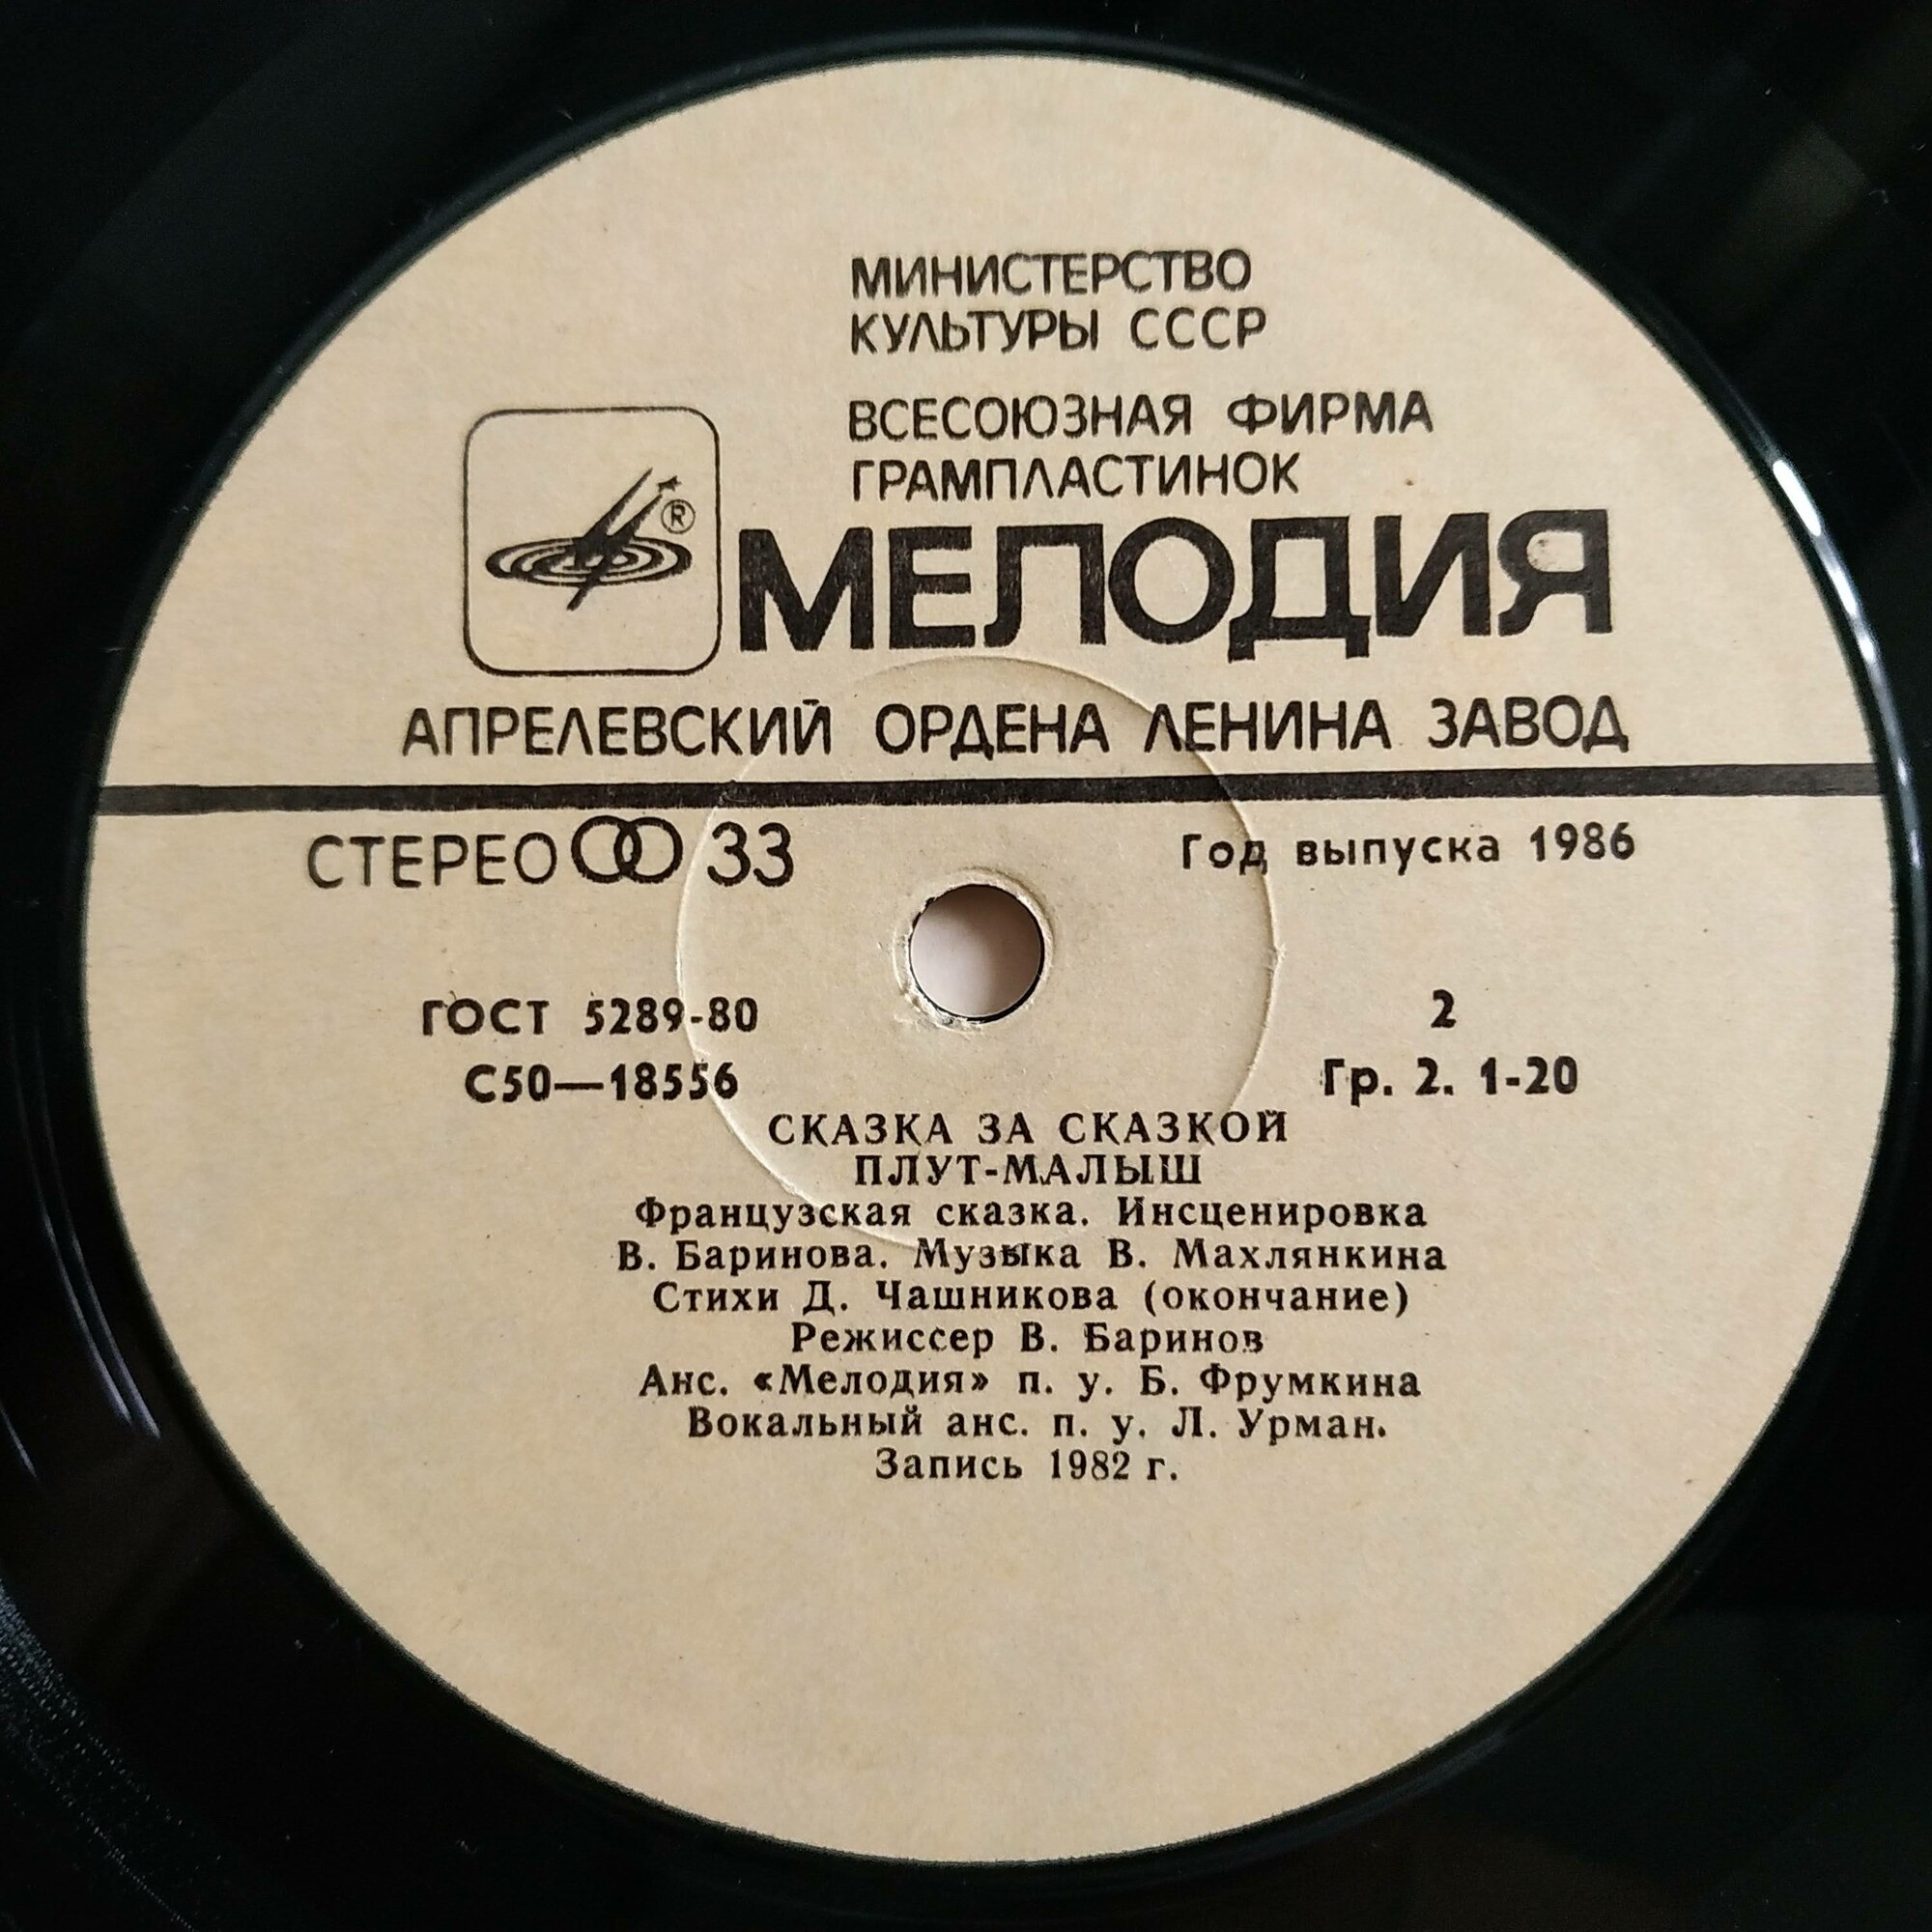 МИНИСТЕРСТВО
КУЛЬТУРЫ СССР
ВСЕСОЮЗНАЯ ФИРМА
ГРАМПЛАСТИНОК
®
МЕЛОДИЯ
АПРЕЛЕВСКИЙ ОРДЕНА ЛЕНИНА ЗАВОД
СТЕРЕО 33
Год выпуска 1986
ГОСТ 5289-80
2
С50—18556
Гр. 2. 1-20
СКАЗКА ЗА СКАЗКОЙ
ПЛУТ-МАЛЫШ
Французская сказка. Инсценировка
В. Баринова. Музыка В. Махлянкина
Стихи Д. Чашникова (окончание)
Режиссер В. Баринов
Анс. «Мелодия» п. у. Б. Фрумкина
Вокальный анс. п. у. Л. Урман.
Запись 1982 г.